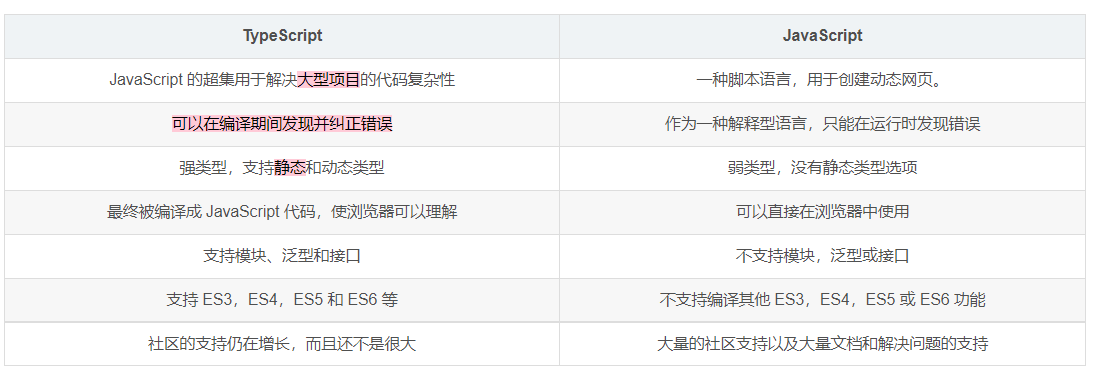 TypeScript JavaScript
JavaScript 的超集用于解决大型项目的代码复杂性 一种脚本语言，用于创建动态网页。
可以在编译期间发现并纠正错误 作为一种解释型语言，只能在运行时发现错误
强类型，支持静态和动态类型 弱类型，没有静态类型选项
最终被编译成 JavaScript 代码，使浏览器可以理解 可以直接在浏览器中使用
支持模块、泛型和接口 不支持模块，泛型或接口
支持 ES3，ES4，ES5 和 ES6 等 不支持编译其他 ES3，ES4，ES5 或 ES6 功能
社区的支持仍在增长，而且还不是很大 大量的社区支持以及大量文档和解决问题的支持